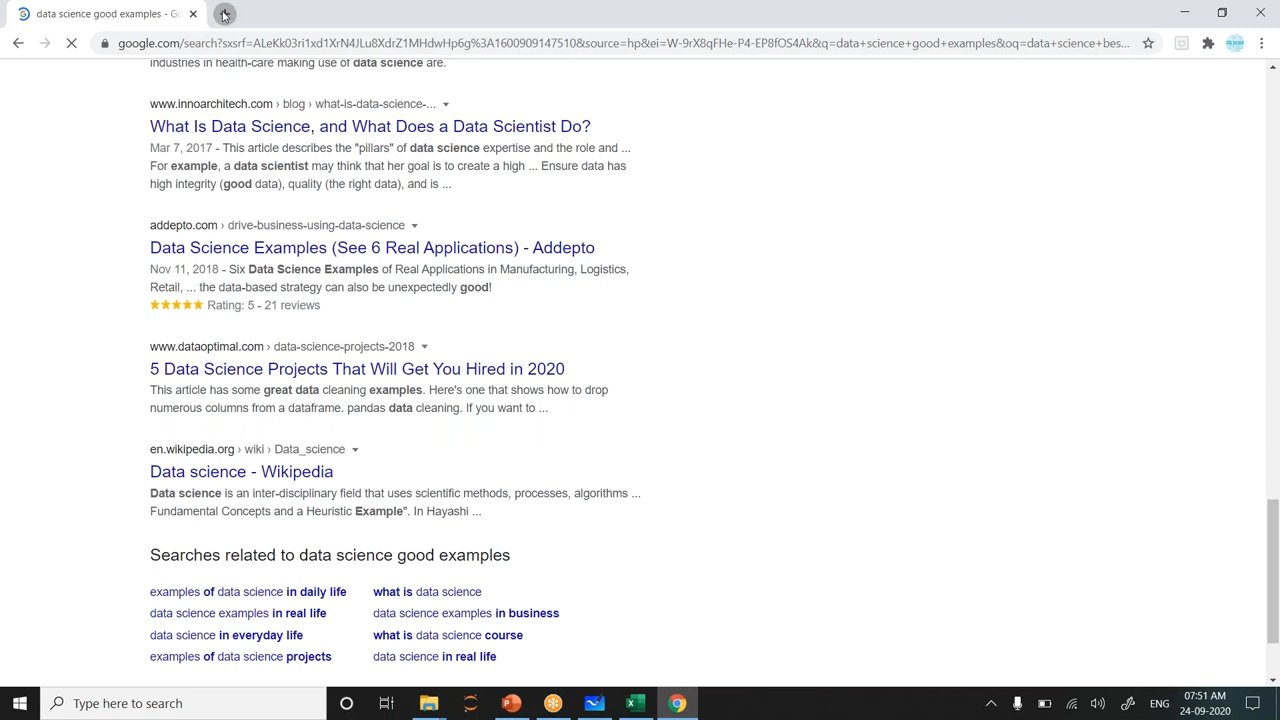 data science good examples - Go
google.com/search?sxsrf=ALeKk03ri1xd1XrN4JLu8XdrZ1MHdwHp6g%3A1600909147510&source=hp&ei=W-9rX8qFHe-P4-EP8fOS4Ak&q=data+science+good+examples&oq=data+science+bes...
industries in health-care making use of data science are.
www.innoarchitech.com › blog › what-is-data-science-...
What Is Data Science, and What Does a Data Scientist Do?
Mar 7, 2017 - This article describes the "pillars" of data science expertise and the role and ...
For example, a data scientist may think that her goal is to create a high ... Ensure data has
high integrity (good data), quality (the right data), and is ...
addepto.com › drive-business-using-data-science
Data Science Examples (See 6 Real Applications) - Addepto
Nov 11, 2018 - Six Data Science Examples of Real Applications in Manufacturing, Logistics,
Retail, ... the data-based strategy can also be unexpectedly good!
Rating: 5 - 21 reviews
www.dataoptimal.com › data-science-projects-2018
5 Data Science Projects That Will Get You Hired in 2020
This article has some great data cleaning examples. Here's one that shows how to drop
numerous columns from a dataframe. pandas data cleaning. If you want to ...
en.wikipedia.org › wiki › Data_science
Data science - Wikipedia
Data science is an inter-disciplinary field that uses scientific methods, processes, algorithms ...
Fundamental Concepts and a Heuristic Example". In Hayashi ...
Searches related to data science good examples
examples of data science in daily life
what is data science
data science examples in real life
data science examples in business
data science in everyday life
what is data science course
examples of data science projects
data science in real life
Type here to search
ENG
07:51 AM
24-09-2020